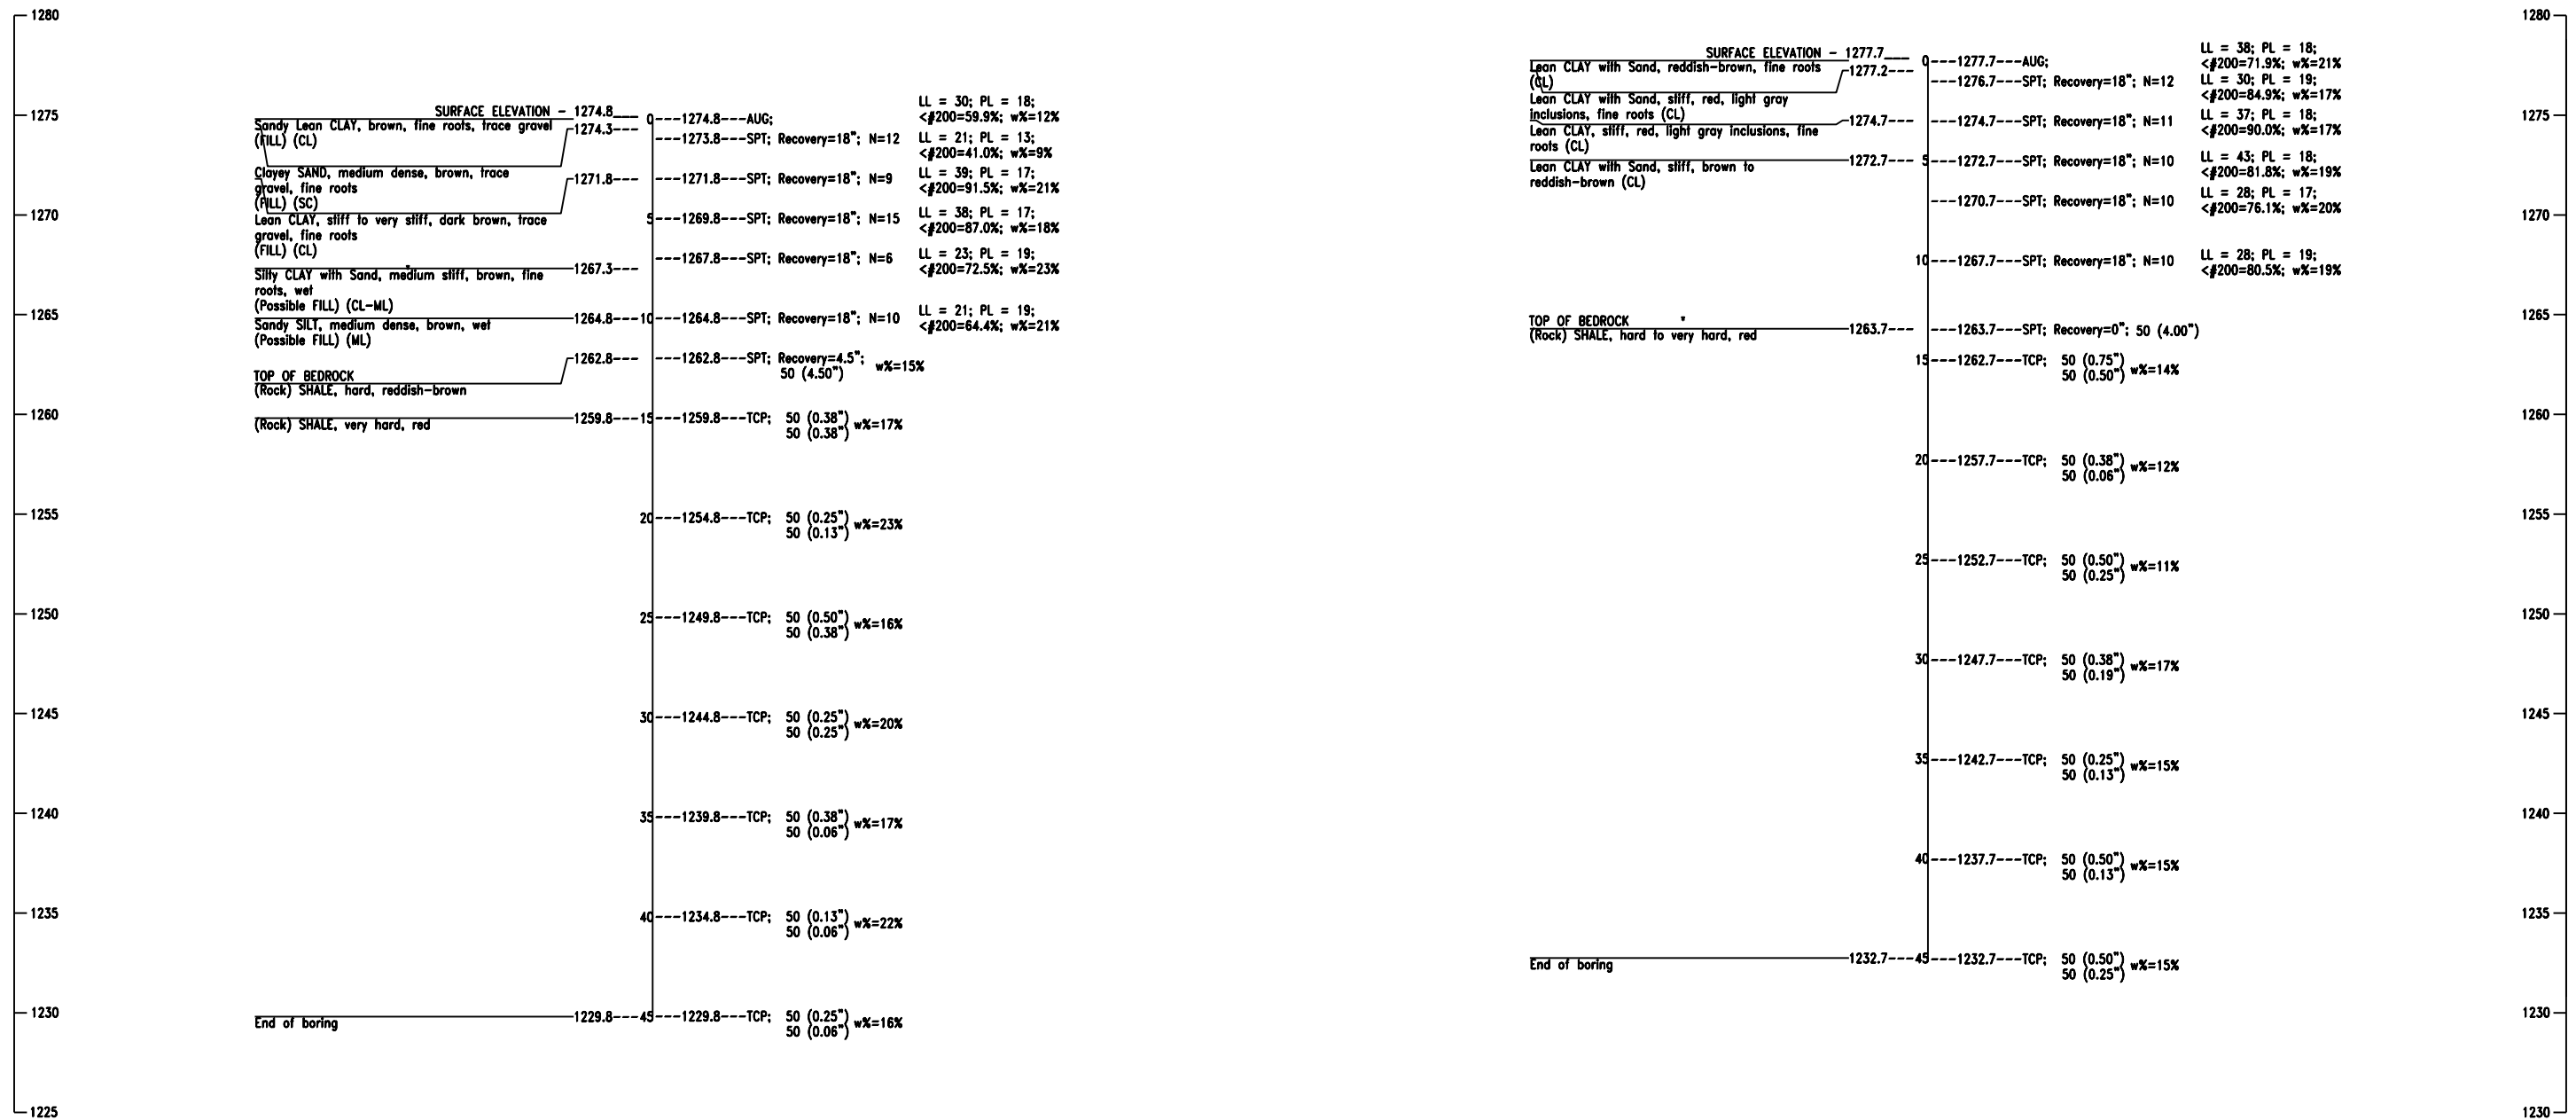 1280
1275
1270
1265
1260
1255
1250
1245
1240
1235
1230
1225
SURFACE ELEVATION - 1274.8___ 0---1274.8---AUG;
LL = 30; PL = 18;
<#200=59.9%; w%=12%
Sandy Lean CLAY, brown, fine roots, trace gravel
(FILL) (CL)
1274.3---
---1273.8---SPT; Recovery=18"; N=12
LL = 21; PL = 13;
<#200=41.0%; w%=9%
Clayey SAND, medium dense, brown, trace
gravel, fine roots
(FILL) (SC)
1271.8---
---1271.8---SPT; Recovery=18"; N=9
LL = 39; PL = 17;
<#200=91.5%; w%=21%
Lean CLAY, stiff to very stiff, dark brown, trace
gravel, fine roots
(FILL) (CL)
5---1269.8---SPT; Recovery=18"; N=15
LL = 38; PL = 17;
<#200=87.0%; w%=18%
---1267.8---SPT; Recovery=18"; N=6
LL = 23; PL = 19;
<#200=72.5%; w%=23%
1267.3---
Silty CLAY with Sand, medium stiff, brown, fine
roots, wet
(Possible FILL) (CL-ML)
1264.8---10---1264.8---SPT; Recovery=18"; N=10
LL = 21; PL = 19;
<#200=64.4%; w%=21%
Sandy SILT, medium dense, brown, wet
(Possible FILL) (ML)
1262.8---
---1262.8---SPT; Recovery=4.5";
50 (4.50")
w%=15%
TOP OF BEDROCK
(Rock) SHALE, hard, reddish-brown
1259.8---15---1259.8---TCP; 50 (0.38")
50 (0.38")
w%=17%
(Rock) SHALE, very hard, red
20---1254.8---TCP; 50 (0.25")
50 (0.13")
w%=23%
25---1249.8---TCP; 50 (0.50")
50 (0.38")
w%=16%
30---1244.8---TCP; 50 (0.25")
50 (0.25")
w%=20%
35---1239.8---TCP; 50 (0.38")
50 (0.06")
w%=17%
40---1234.8---TCP; 50 (0.13")
50 (0.06")
w%=22%
1229.8---45---1229.8---TCP; 50 (0.25")
50 (0.06")
w%=16%
End of boring
SURFACE ELEVATION - 1277.7___ 0---1277.7---AUG;
LL = 38; PL = 18;
<#200=71.9%; w%=21%
Lean CLAY with Sand, reddish-brown, fine roots
(CL)
1277.2---
---1276.7---SPT; Recovery=18"; N=12
LL = 30; PL = 19;
<#200=84.9%; w%=17%
Lean CLAY with Sand, stiff, red, light gray
inclusions, fine roots (CL)
1274.7---
---1274.7---SPT; Recovery=18"; N=11
LL = 37; PL = 18;
<#200=90.0%; w%=17%
Lean CLAY, stiff, red, light gray inclusions, fine
roots (CL)
1272.7--- 5---1272.7---SPT; Recovery=18"; N=10
LL = 43; PL = 18;
<#200=81.8%; w%=19%
Lean CLAY with Sand, stiff, brown to
reddish-brown (CL)
---1270.7---SPT; Recovery=18"; N=10
LL = 28; PL = 17;
<#200=76.1%; w%=20%
10---1267.7---SPT; Recovery=18"; N=10
LL = 28; PL = 19;
<#200=80.5%; w%=19%
TOP OF BEDROCK
1263.7---
---1263.7---SPT; Recovery=0"; 50 (4.00")
(Rock) SHALE, hard to very hard, red
15---1262.7---TCP; 50 (0.75")
50 (0.50")
w%=14%
20---1257.7---TCP; 50 (0.38")
50 (0.06")
w%=12%
25---1252.7---TCP; 50 (0.50")
50 (0.25")
w%=11%
30---1247.7---TCP; 50 (0.38")
50 (0.19")
w%=17%
35---1242.7---TCP; 50 (0.25")
50 (0.13")
w%=15%
40---1237.7---TCP; 50 (0.50")
50 (0.13")
w%=15%
1232.7---45---1232.7---TCP; 50 (0.50")
50 (0.25")
w%=15%
End of boring
1280
1275
1270
1265
1260
1255
1250
1245
1240
1235
1230
1230